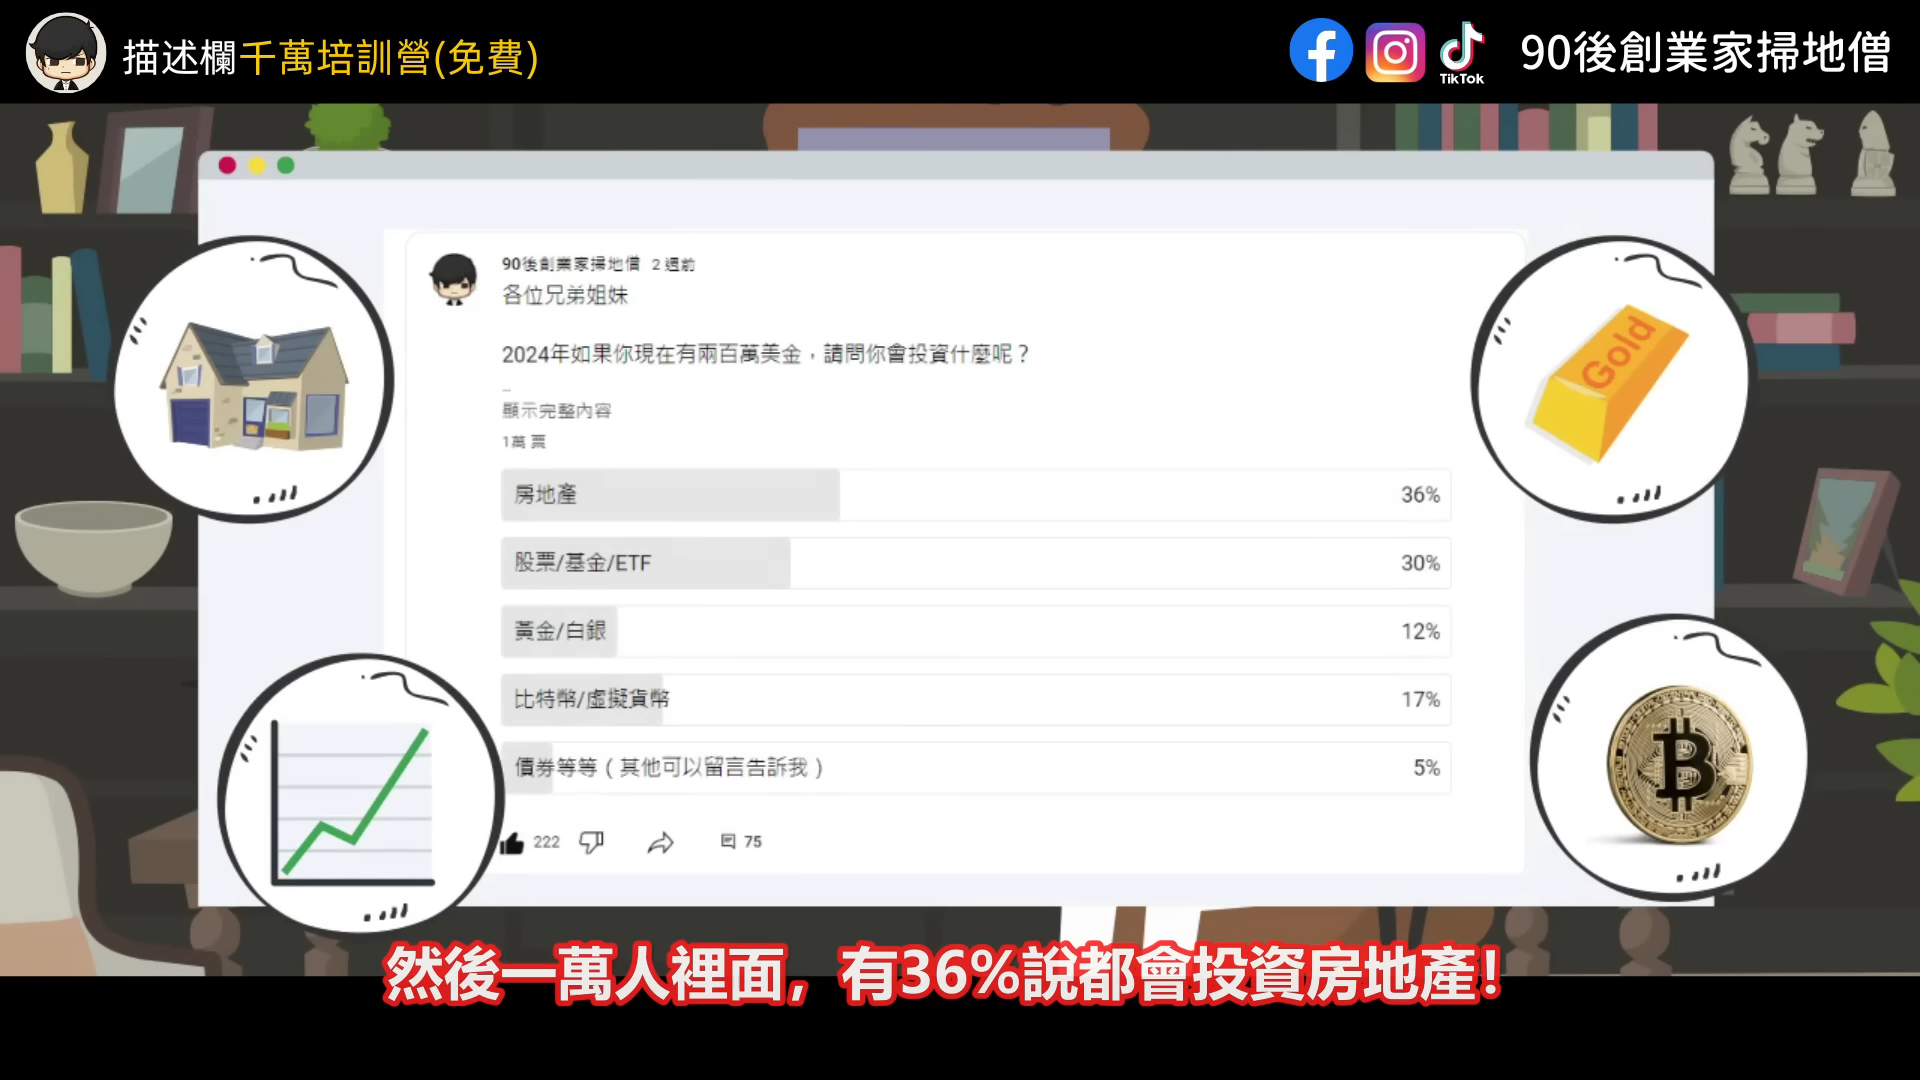 描述欄千萬培訓營(免費)
TikTok
90後創業家掃地僧
90後創業家掃地僧 2 週前
各位兄弟姐妹
2024年如果你現在有兩百萬美金，請問你會投資什麼呢？
...
顯示完整內容
1萬 票
房地產 36%
股票/基金/ETF 30%
黃金/白銀 12%
比特幣/虛擬貨幣 17%
債券等等（其他可以留言告訴我） 5%
222 75
Gold
然後一萬人裡面，有36%說都會投資房地產！